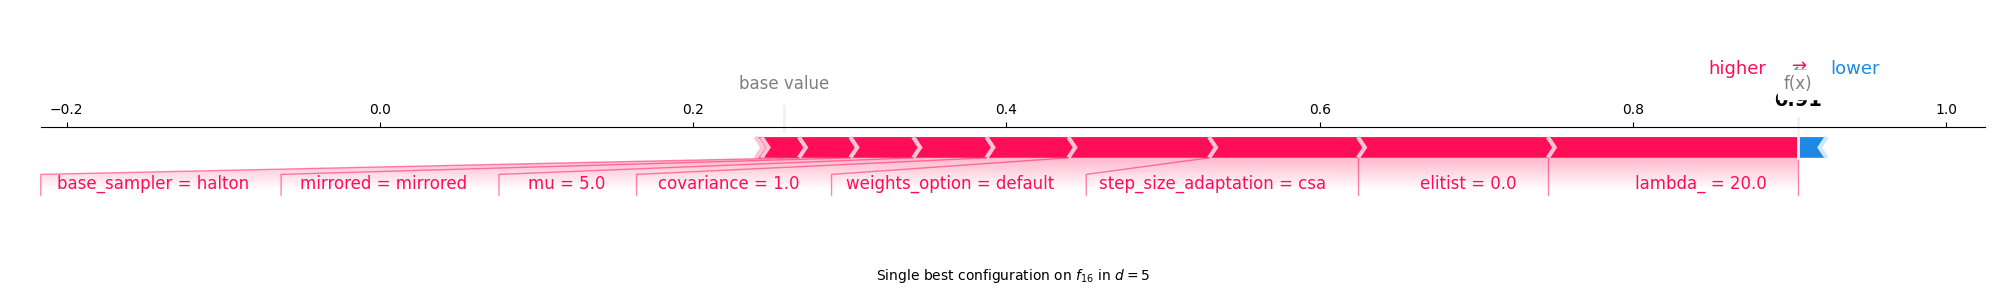 higher → lower
base value f(x)
−0.2 0.0 0.2 0.4 0.6 0.8 1.0
0.91
base_sampler = halton mirrored = mirrored mu = 5.0 covariance = 1.0 weights_option = default step_size_adaptation = csa elitist = 0.0 lambda_ = 20.0
Single best configuration on f₁₆ in d = 5